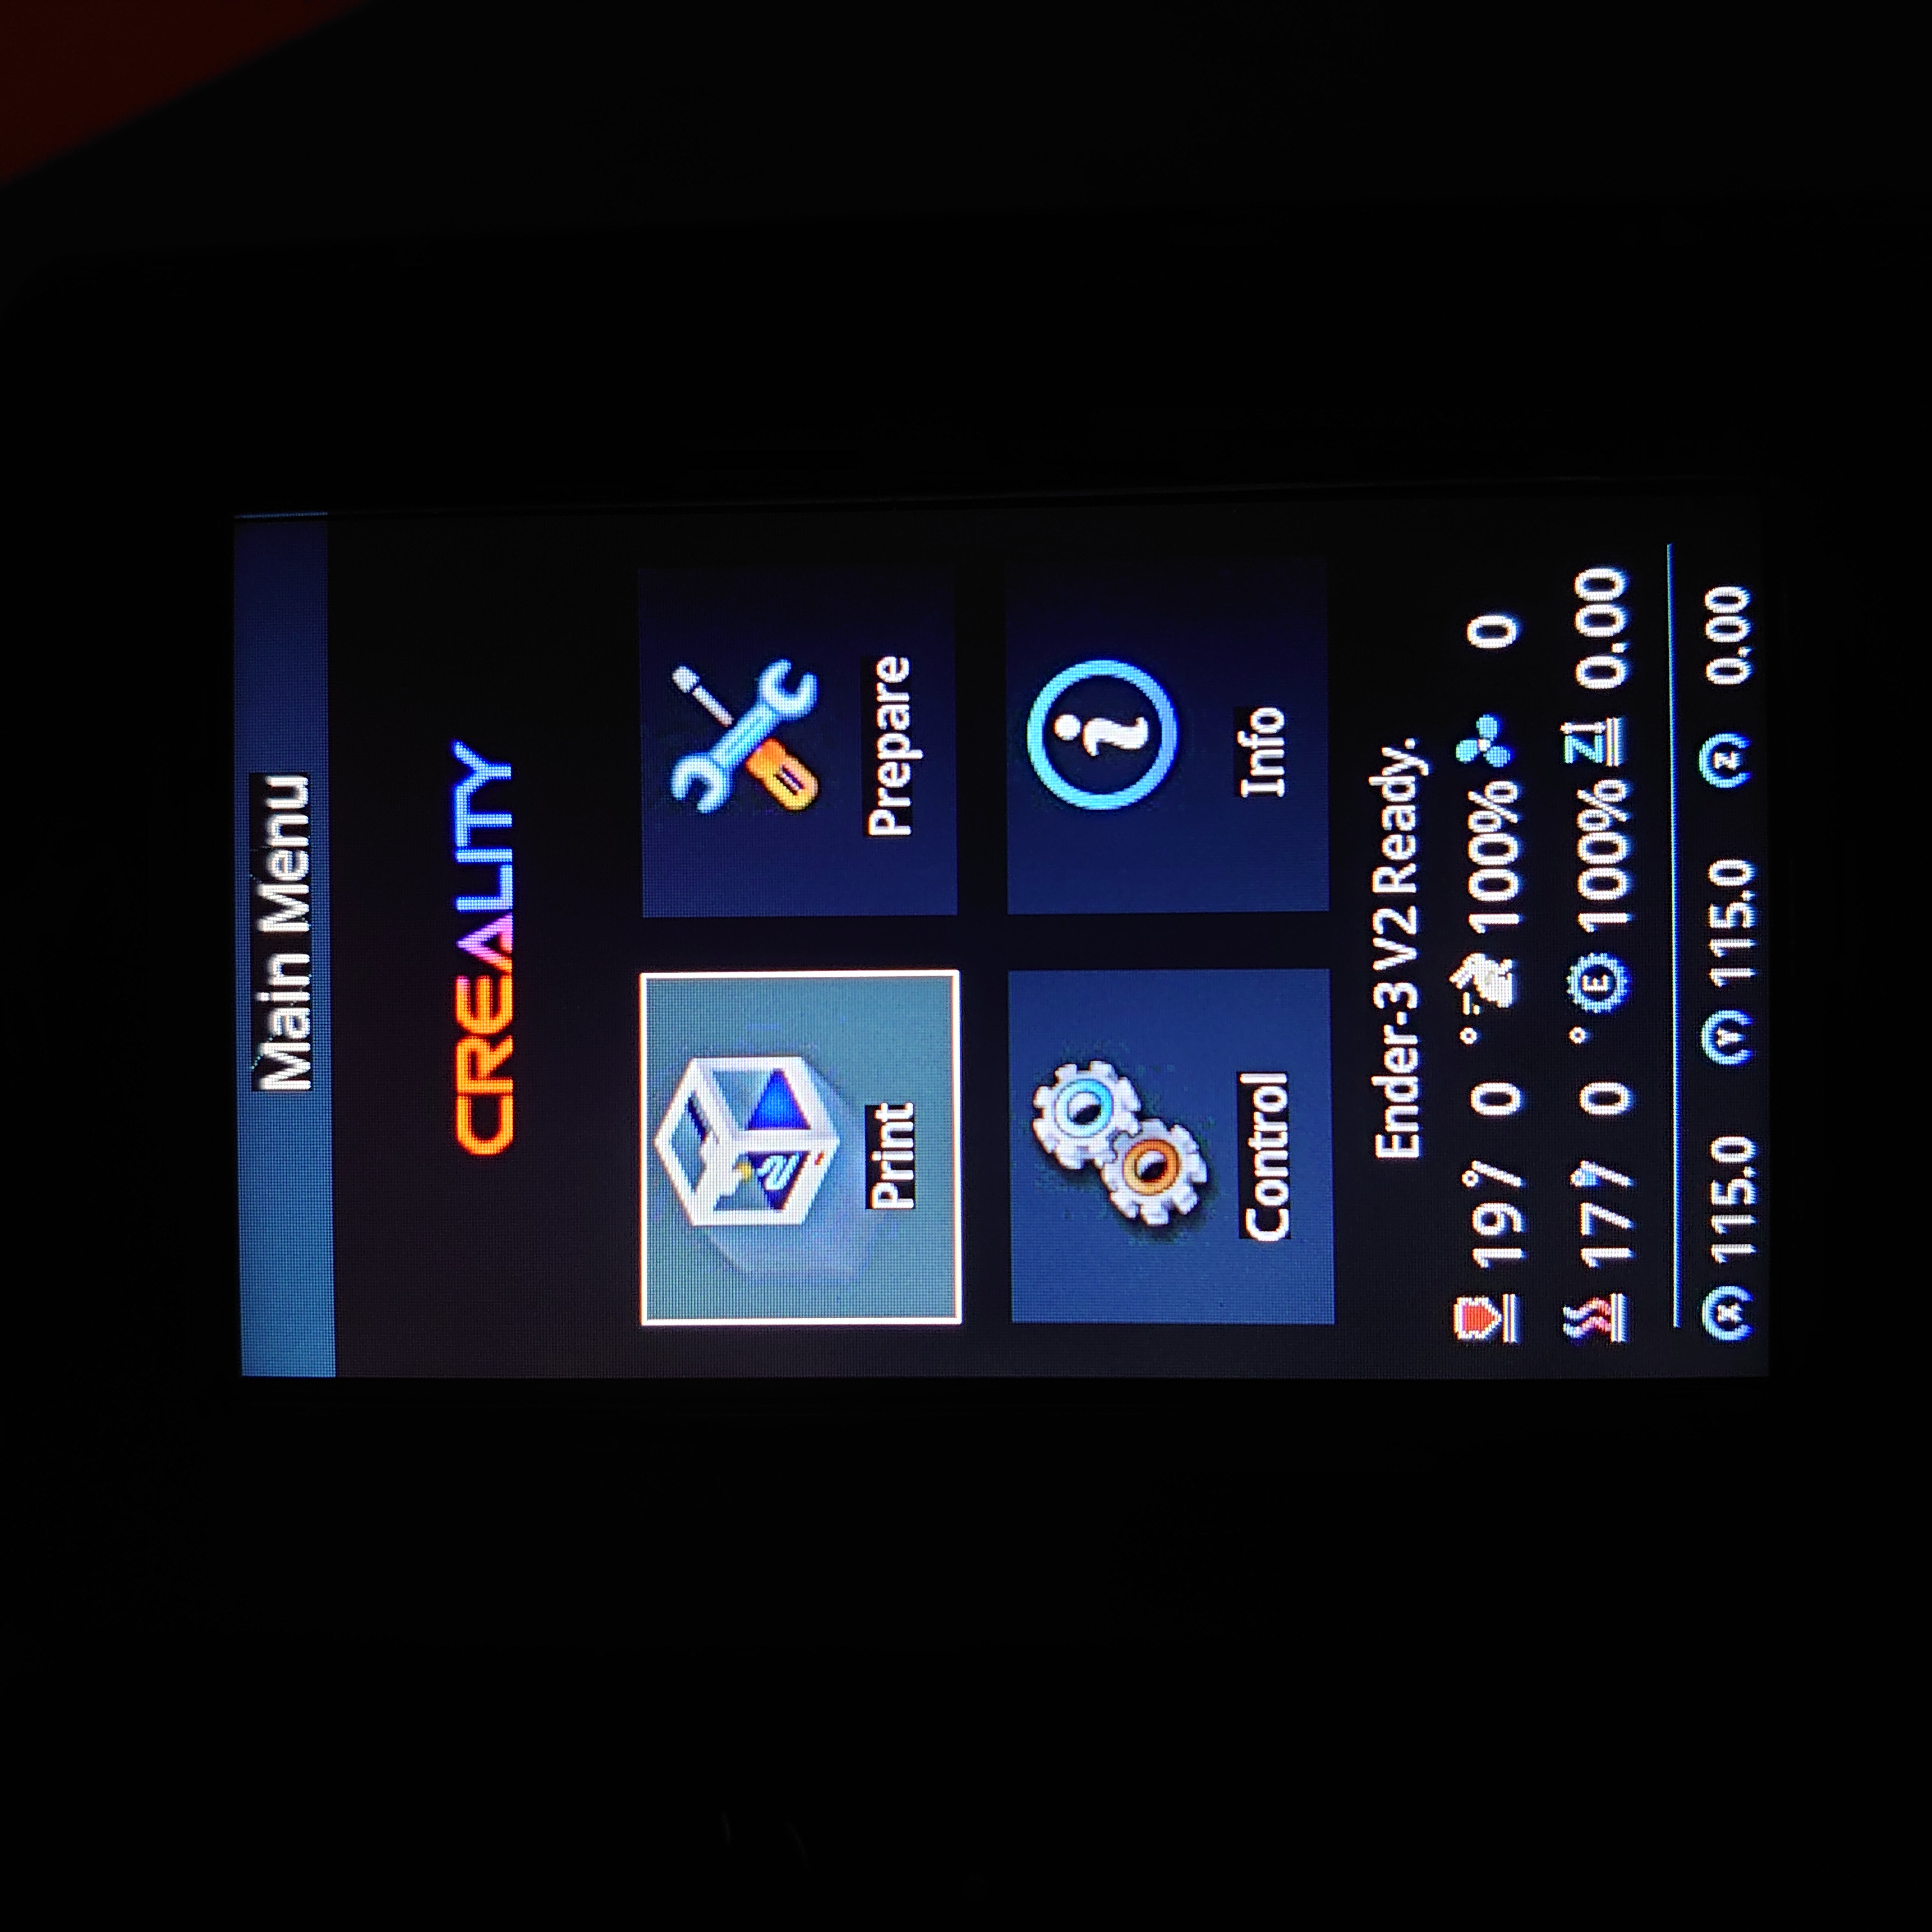 Main Menu
CREALITY
Print Prepare
Control Info
Ender-3 V2 Ready.
19°/ 0 ° 100% 0
17°/ 0 ° E 100% Z 0.00
X 115.0 Y 115.0 Z 0.00